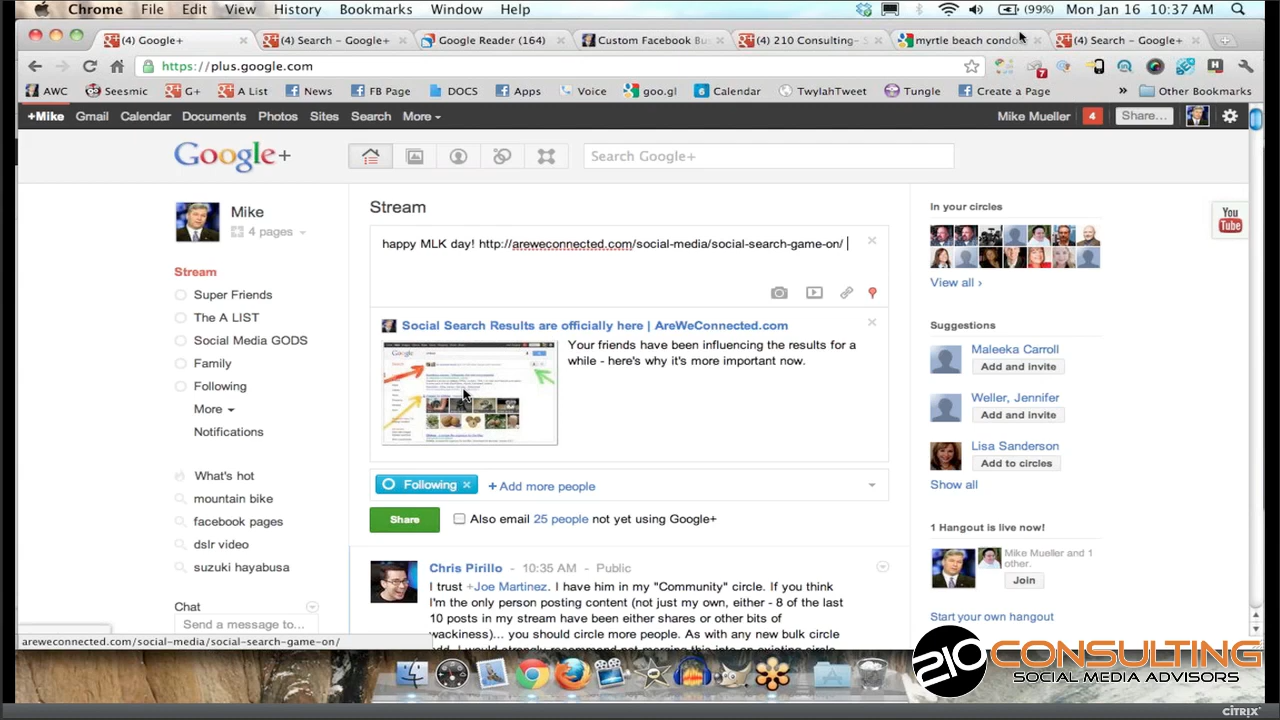 Chrome File Edit View History Bookmarks Window Help (99%) Mon Jan 16 10:37 AM
(4) Google+ (4) Search - Google+ Google Reader (144) Custom Facebook Bu (4) 210 Consulting- S myrtle beach condo (4) Search - Google+
https://plus.google.com 7
AWC Seesmic G+ A List News FB Page DOCS Apps Voice goo.gl 6 Calendar TwylahTweet Tungle Create a Page » Other Bookmarks
+Mike Gmail Calendar Documents Photos Sites Search More Mike Mueller 4 Share...
Google+ Search Google+
Mike
4 pages
Stream
Super Friends
The A LIST
Social Media GODS
Family
Following
More
Notifications
What's hot
mountain bike
facebook pages
dslr video
suzuki hayabusa
Chat
Send a message to...
areweconnected.com/social-media/social-search-game-on/
Stream
happy MLK day! http://areweconnected.com/social-media/social-search-game-on/
Social Search Results are officially here | AreWeConnected.com
Your friends have been influencing the results for a
while - here's why it's more important now.
Following × + Add more people
Share Also email 25 people not yet using Google+
Chris Pirillo - 10:35 AM - Public
I trust +Joe Martinez. I have him in my "Community" circle. If you think
I'm the only person posting content (not just my own, either - 8 of the last
10 posts in my stream have been either shares or other bits of
wackiness)... you should circle more people. As with any new bulk circle
In your circles
View all ›
Suggestions
Maleeka Carroll
Add and invite
Weller, Jennifer
Add and invite
Lisa Sanderson
Add to circles
Show all
1 Hangout is live now!
Mike Mueller and 1
other.
Join
Start your own hangout
You
Tube
210 CONSULTING
SOCIAL MEDIA ADVISORS
CITRIX